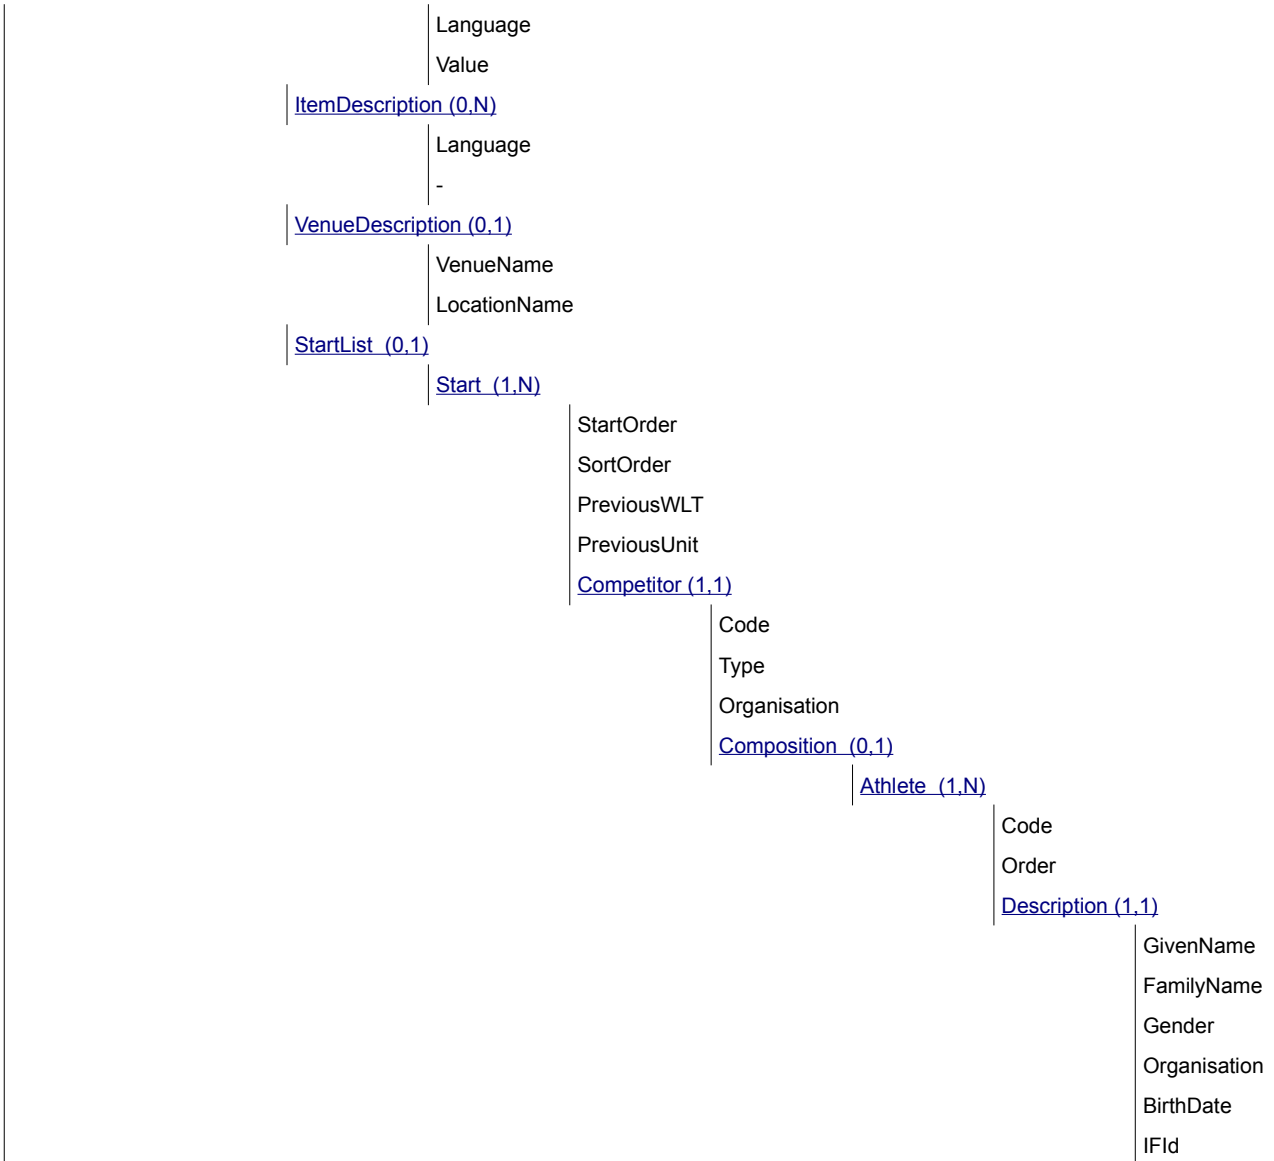 Language
Value
ItemDescription (0,N)
Language
-
VenueDescription (0,1)
VenueName
LocationName
StartList  (0,1)
Start  (1,N)
StartOrder
SortOrder
PreviousWLT
PreviousUnit
Competitor (1,1)
Code
Type
Organisation
Composition  (0,1)
Athlete  (1,N)
Code
Order
Description (1,1)
GivenName
FamilyName
Gender
Organisation
BirthDate
IFId